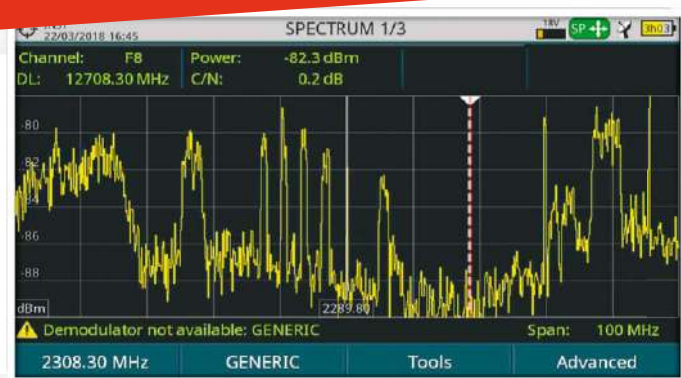 22/03/2018 16:45
SPECTRUM 1/3
18V
SP
3h03
Channel: F8 Power: -82.3 dBm
DL: 12708.30 MHz C/N: 0.2 dB
-80
-82
-84
-86
-88
dBm
2289.80
Demodulator not available: GENERIC Span: 100 MHz
2308.30 MHz GENERIC Tools Advanced